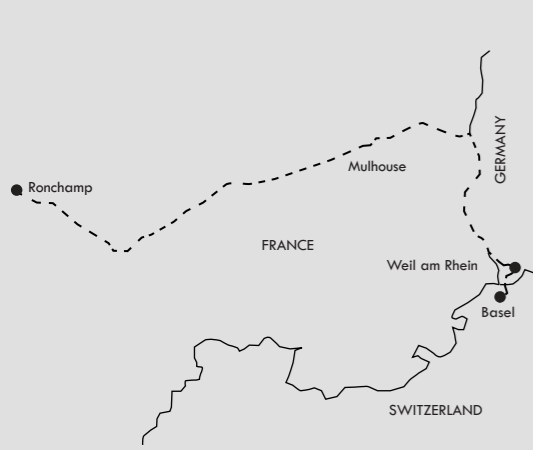 GERMANY
Mulhouse
Ronchamp
FRANCE
Weil am Rhein
Basel
SWITZERLAND